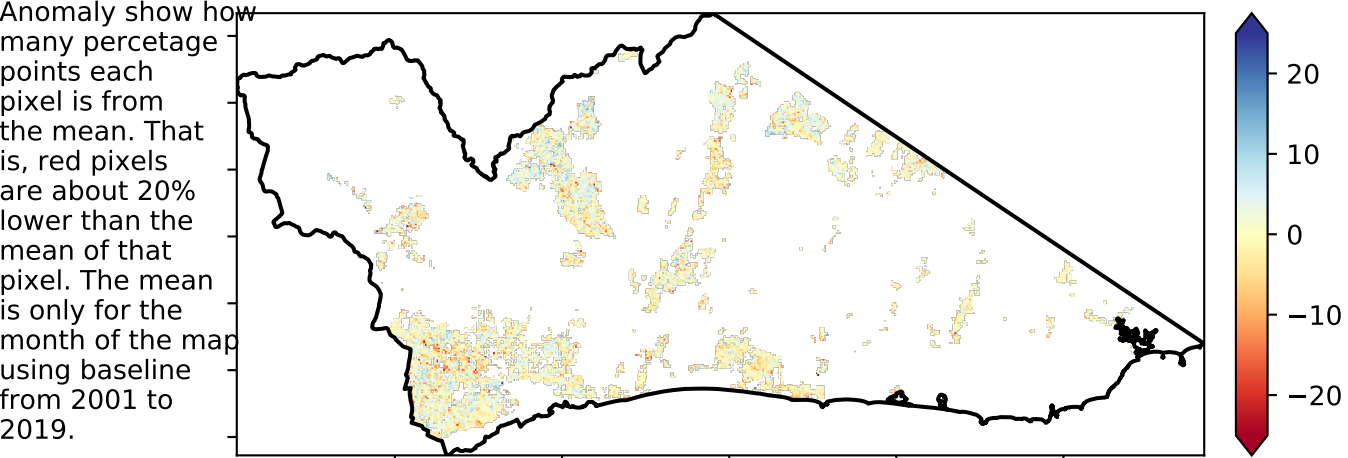 Anomaly show how
many percetage
points each
pixel is from
the mean. That
is, red pixels
are about 20%
lower than the
mean of that
pixel. The mean
is only for the
month of the map
using baseline
from 2001 to
2019.
20
10
0
−10
−20